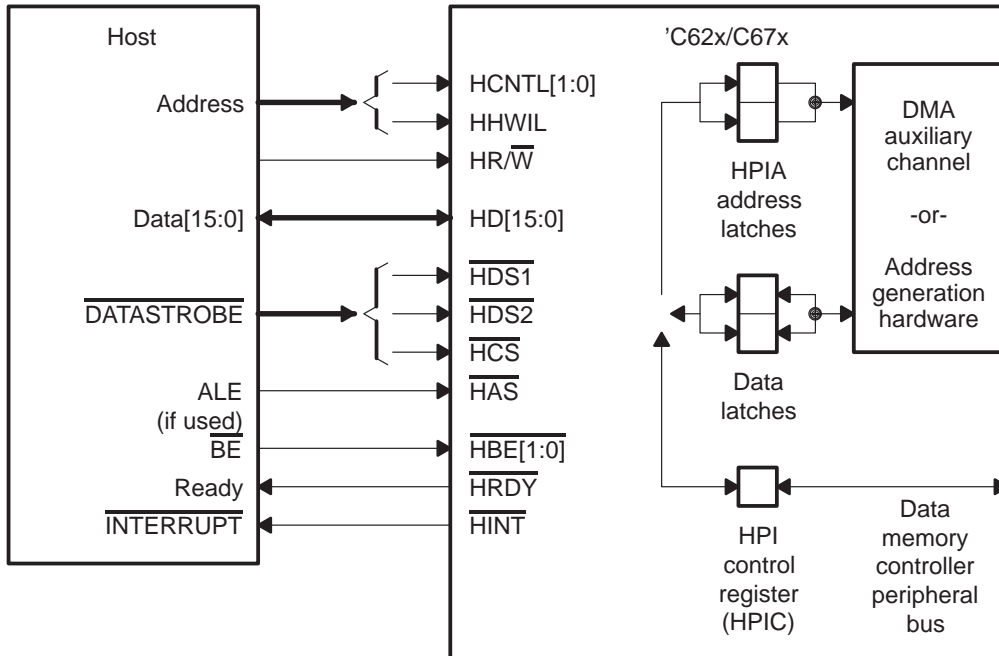 Host
Address
Data[15:0]
DATASTROBE
ALE
(if used)
BE
Ready
INTERRUPT
'C62x/C67x
HCNTL[1:0]
HHWIL
HR/W
HD[15:0]
HDS1
HDS2
HCS
HAS
HBE[1:0]
HRDY
HINT
HPIA
address
latches
Data
latches
HPI
control
register
(HPIC)
DMA
auxiliary
channel
-or-
Address
generation
hardware
Data
memory
controller
peripheral
bus